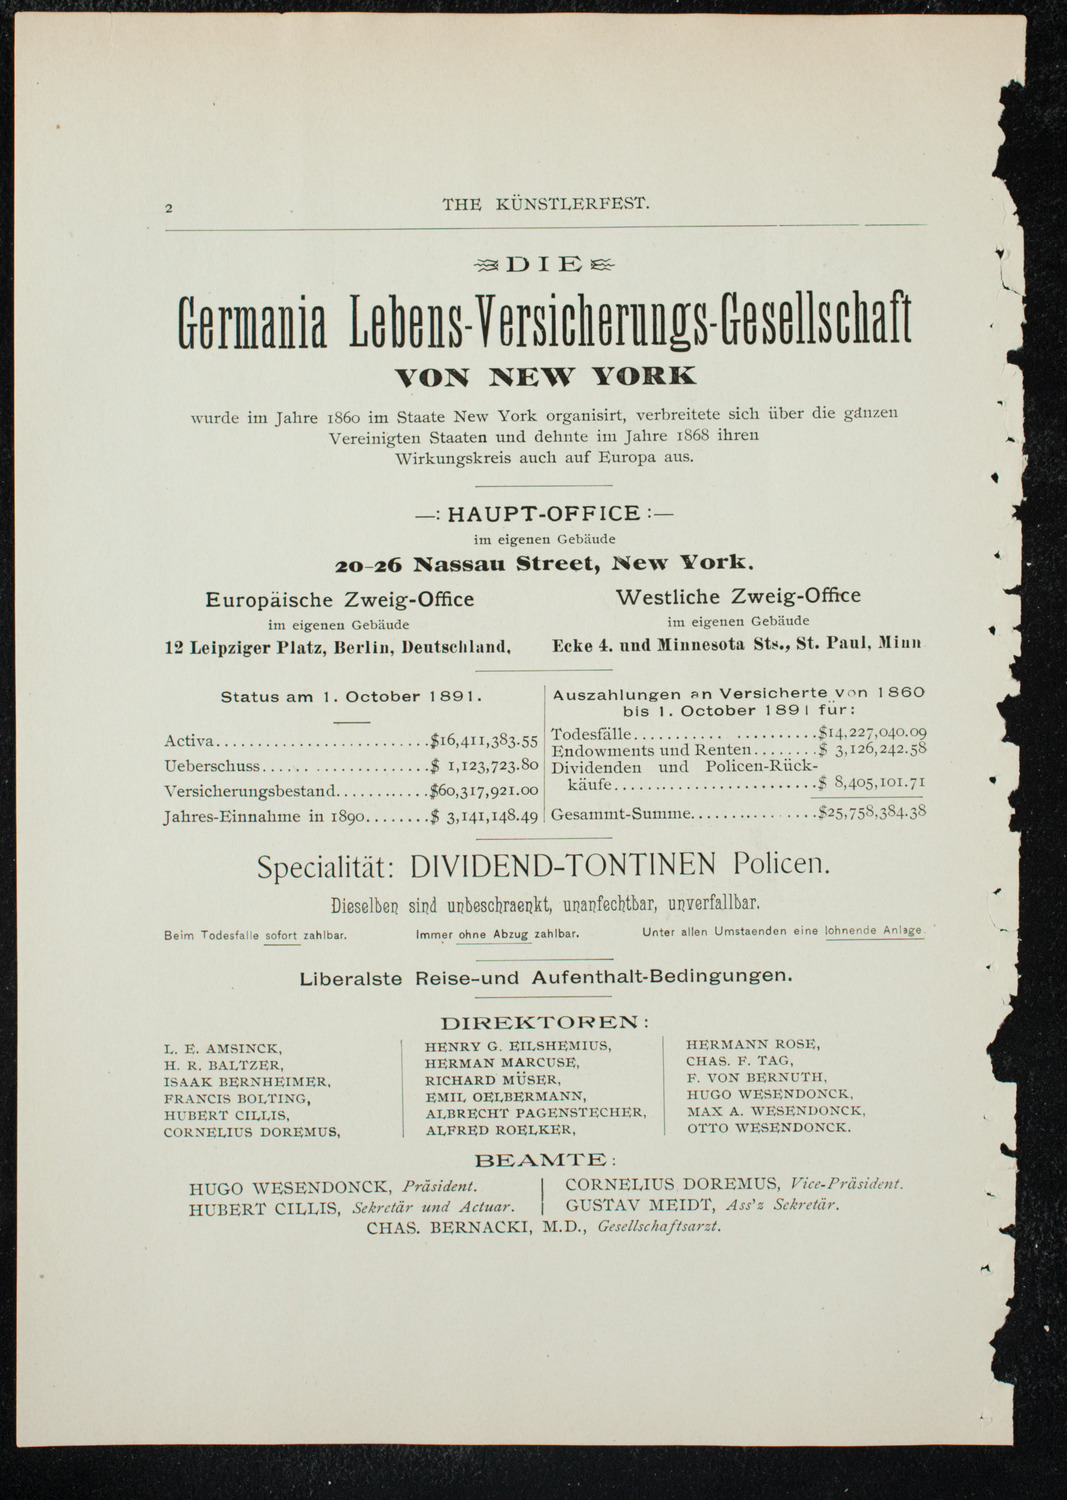 2
THE KÜNSTLERFEST.
DIE
Germania Lebens-Versicherungs-Gesellschaft
VON NEW YORK
wurde im Jahre 1860 im Staate New York organisirt, verbreitete sich über die gänzen
Vereinigten Staaten und dehnte im Jahre 1868 ihren
Wirkungskreis auch auf Europa aus.
—: HAUPT-OFFICE :—
im eigenen Gebäude
20-26 Nassau Street, New York.
Europäische Zweig-Office
im eigenen Gebäude
12 Leipziger Platz, Berlin, Deutschland,
Westliche Zweig-Office
im eigenen Gebäude
Ecke 4. und Minnesota Sts., St. Paul, Minn
Status am 1. October 1891.
Activa..........................$16,411,383.55
Ueberschuss.....................$ 1,123,723.80
Versicherungsbestand............$60,317,921.00
Jahres-Einnahme in 1890........$ 3,141,148.49
Auszahlungen an Versicherte von 1860
bis 1. October 1891 für:
Todesfälle......................$14,227,040.09
Endowments und Renten........$ 3,126,242.58
Dividenden und Policen-Rück-
käufe.........................$ 8,405,101.71
Gesammt-Summe................$25,758,384.38
Specialität: DIVIDEND-TONTINEN Policen.
Dieselben sind unbeschraenkt, unanfechtbar, unverfallbar.
Beim Todesfalle sofort zahlbar. Immer ohne Abzug zahlbar. Unter allen Umstaenden eine lohnende Anlage.
Liberalste Reise-und Aufenthalt-Bedingungen.
DIREKTOREN:
L. E. AMSINCK,
H. R. BALTZER,
ISAAK BERNHEIMER,
FRANCIS BOLTING,
HUBERT CILLIS,
CORNELIUS DOREMUS,
HENRY G. EILSHEMIUS,
HERMAN MARCUSE,
RICHARD MÜSER,
EMIL OELBERMANN,
ALBRECHT PAGENSTECHER,
ALFRED ROELKER,
HERMANN ROSE,
CHAS. F. TAG,
F. VON BERNUTH,
HUGO WESENDONCK,
MAX A. WESENDONCK,
OTTO WESENDONCK.
BEAMTE:
HUGO WESENDONCK, Präsident.
HUBERT CILLIS, Sekretär und Actuar.
CORNELIUS DOREMUS, Vice-Präsident.
GUSTAV MEIDT, Ass'z Sekretär.
CHAS. BERNACKI, M.D., Gesellschaftsarzt.